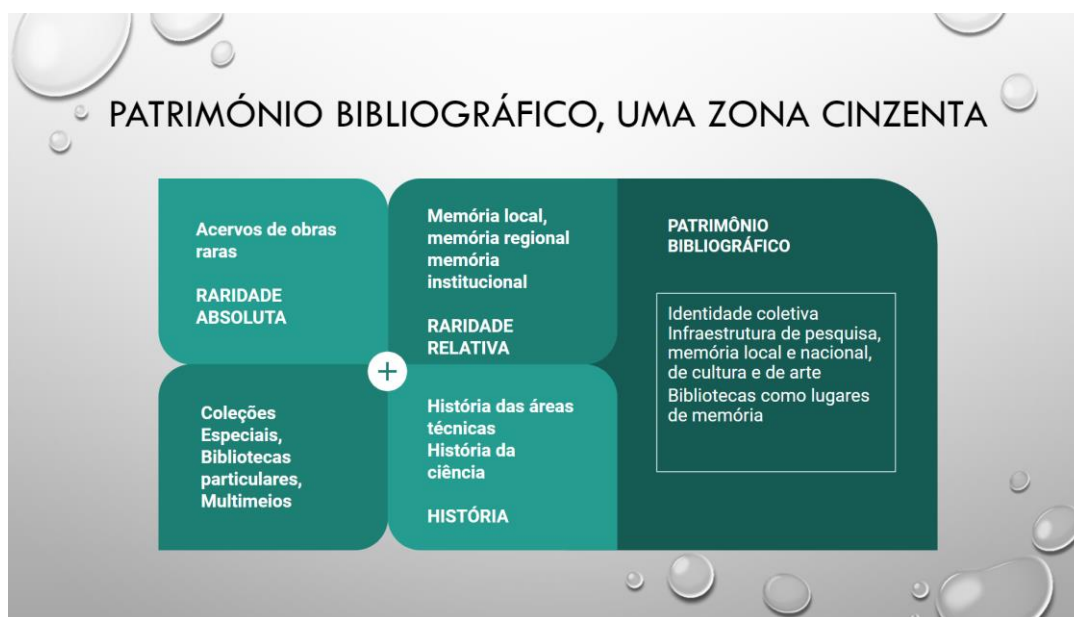 PATRIMÓNIO BIBLIOGRÁFICO, UMA ZONA CINZENTA
Acervos de obras
raras
RARIDADE
ABSOLUTA
Memória local,
memória regional
memória
institucional
RARIDADE
RELATIVA
Coleções
Especiais,
Bibliotecas
particulares,
Multimeios
História das áreas
técnicas
História da
ciência
HISTÓRIA
PATRIMÔNIO
BIBLIOGRÁFICO
Identidade coletiva
Infraestrutura de pesquisa,
memória local e nacional,
de cultura e de arte
Bibliotecas como lugares
de memória